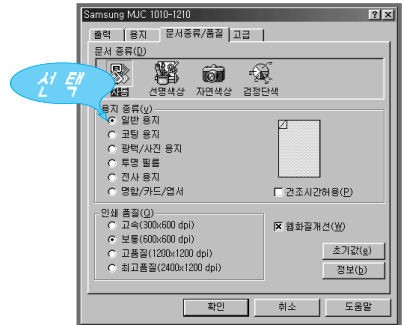 Samsung MJC 1010-1210
출력 용지 문서종류/품질 고급
문서 종류(D)
선택
선명색상 자연색상 검정단색
용지 종류(y)
일반 용지
코팅 용지
광택/사진 용지
투명 필름
전사 용지
명함/카드/엽서
건조시간허용(P)
인쇄 품질(Q)
고속(300x600 dpi)
보통(600x600 dpi)
고품질(1200x1200 dpi)
최고품질(2400x1200 dpi)
웹화질개선(W)
초기값(g)
정보(b)
확인 취소 도움말